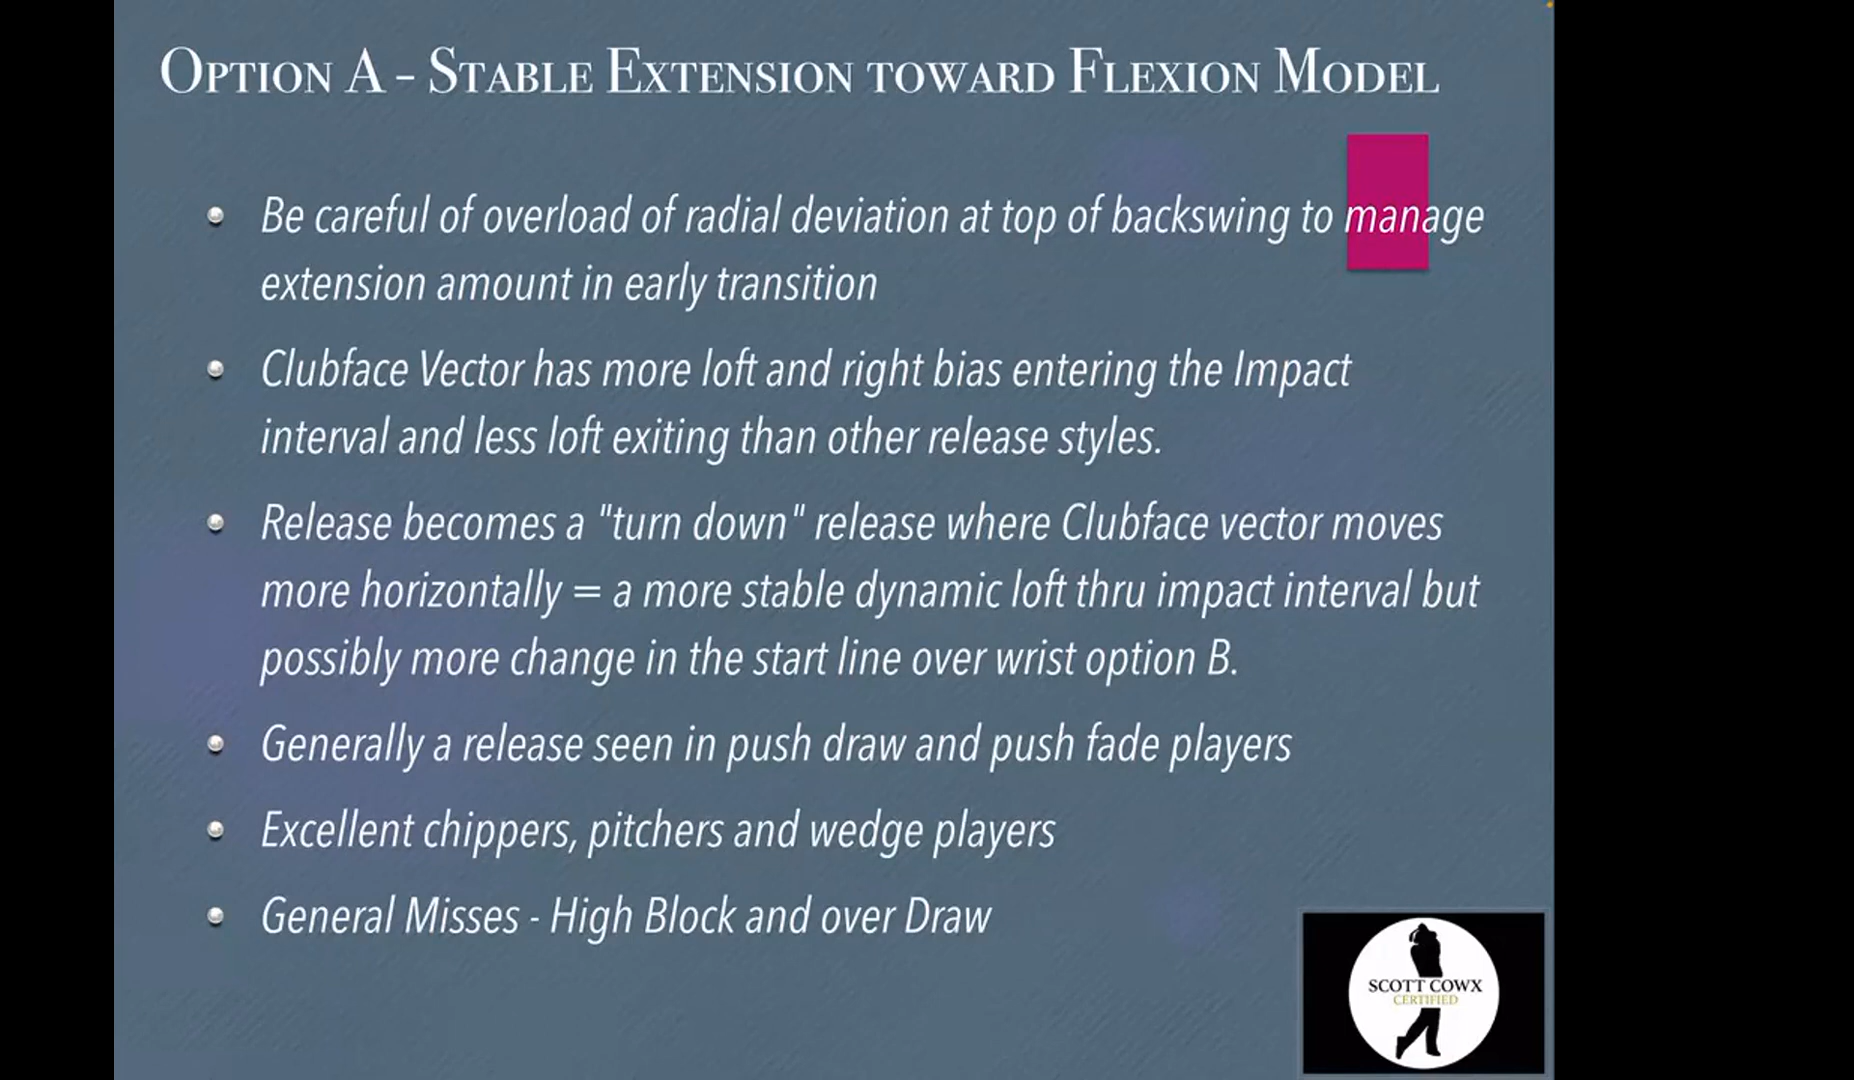 Option A - Stable Extension toward Flexion Model
Be careful of overload of radial deviation at top of backswing to manage
extension amount in early transition
Clubface Vector has more loft and right bias entering the Impact
interval and less loft exiting than other release styles.
Release becomes a "turn down" release where Clubface vector moves
more horizontally = a more stable dynamic loft thru impact interval but
possibly more change in the start line over wrist option B.
Generally a release seen in push draw and push fade players
Excellent chippers, pitchers and wedge players
General Misses - High Block and over Draw
SCOTT COWX
CERTIFIED